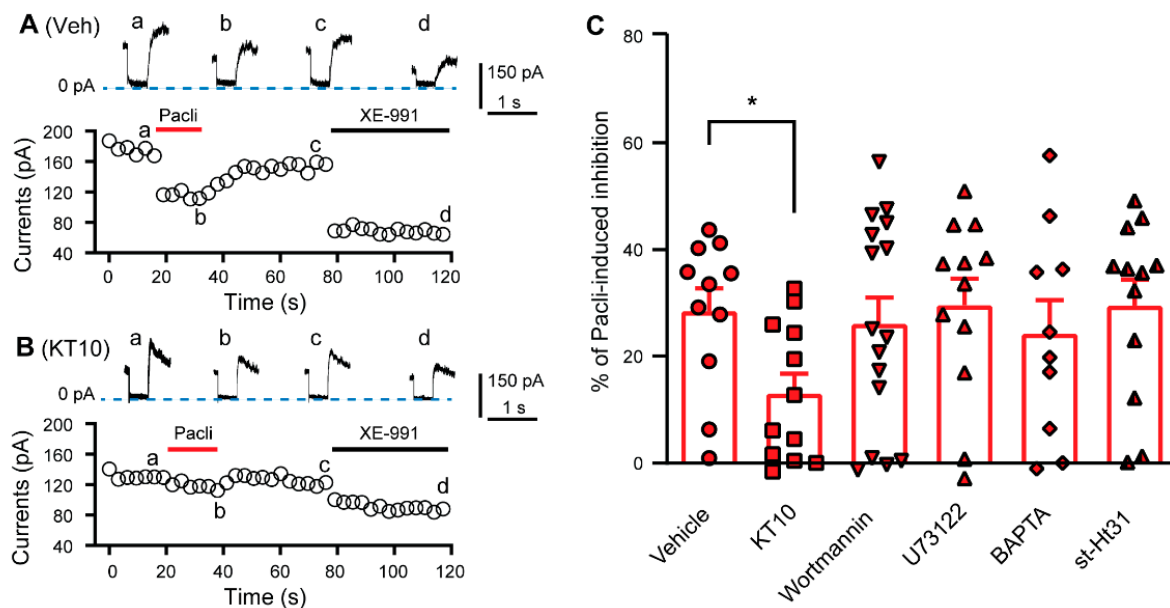 A (Veh)
a b c d
0 pA
150 pA
1 s
Pacli XE-991
Currents (pA)
200
160
120
80
40
a b c d
0 20 40 60 80 100 120
Time (s)
B (KT10)
a b c d
0 pA
150 pA
1 s
Pacli XE-991
Currents (pA)
200
160
120
80
40
a b c d
0 20 40 60 80 100 120
Time (s)
C
% of Pacli-induced inhibition
80
60
40
20
0
*
Vehicle
KT10
Wortmannin
U73122
BAPTA
st-Ht31